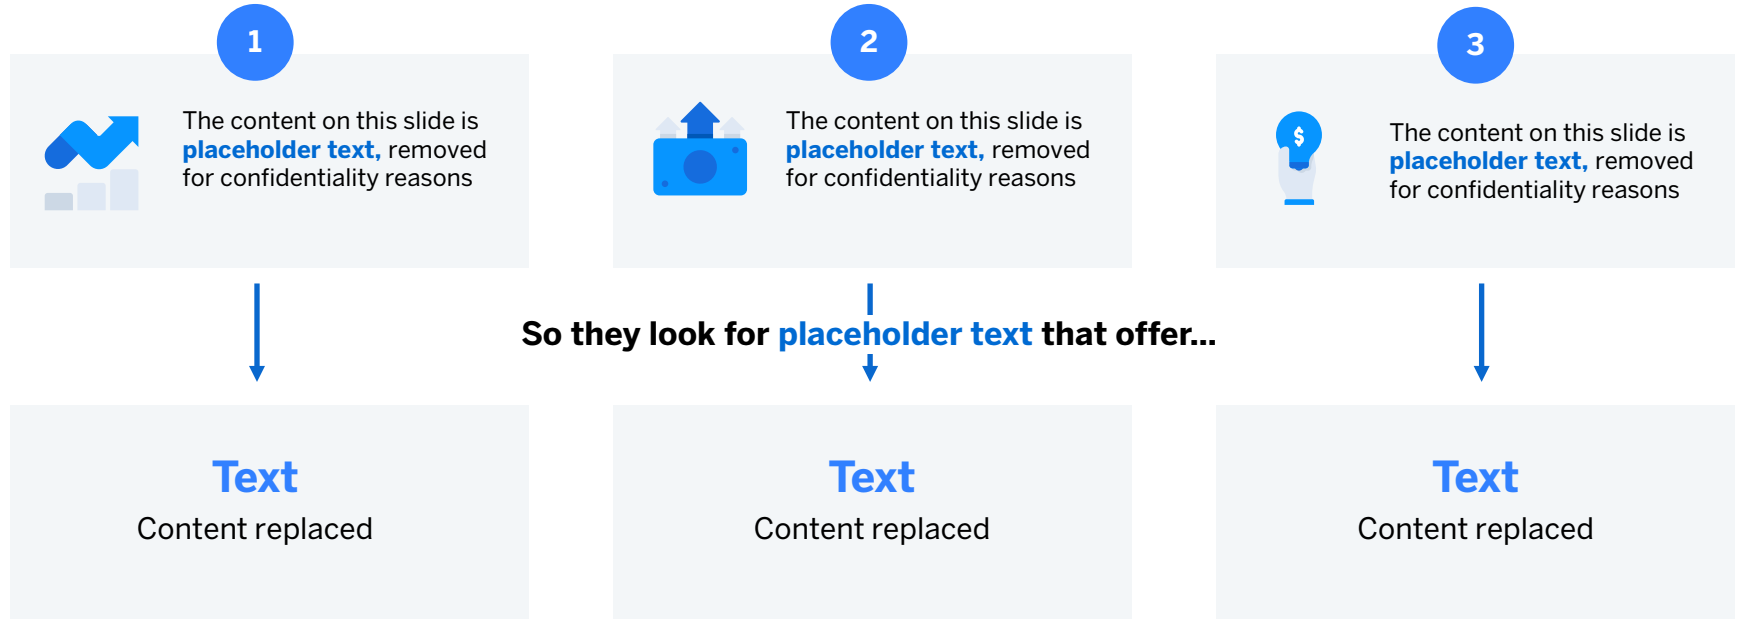 1
The content on this slide is
placeholder text, removed
for confidentiality reasons
2
The content on this slide is
placeholder text, removed
for confidentiality reasons
3
$
The content on this slide is
placeholder text, removed
for confidentiality reasons
So they look for placeholder text that offer...
Text
Content replaced
Text
Content replaced
Text
Content replaced